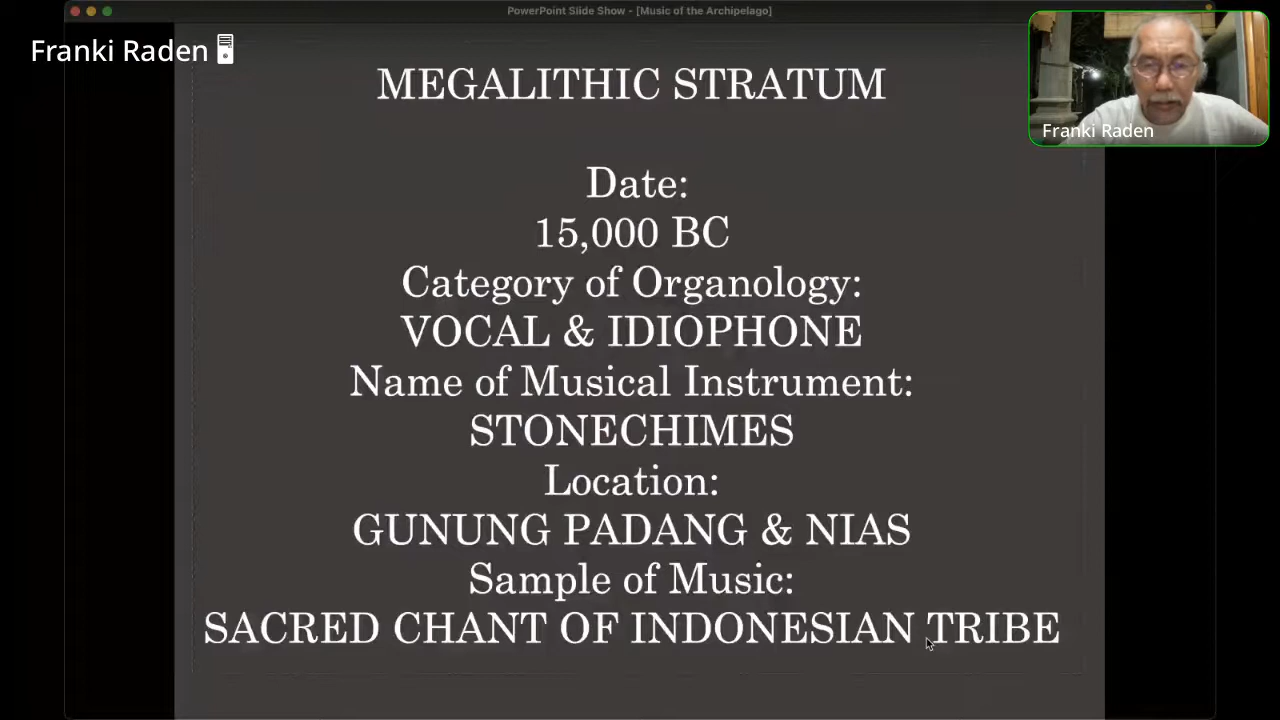 PowerPoint Slide Show - [Music of the Archipelago]
Franki Raden
Franki Raden
MEGALITHIC STRATUM
Date:
15,000 BC
Category of Organology:
VOCAL & IDIOPHONE
Name of Musical Instrument:
STONECHIMES
Location:
GUNUNG PADANG & NIAS
Sample of Music:
SACRED CHANT OF INDONESIAN TRIBE